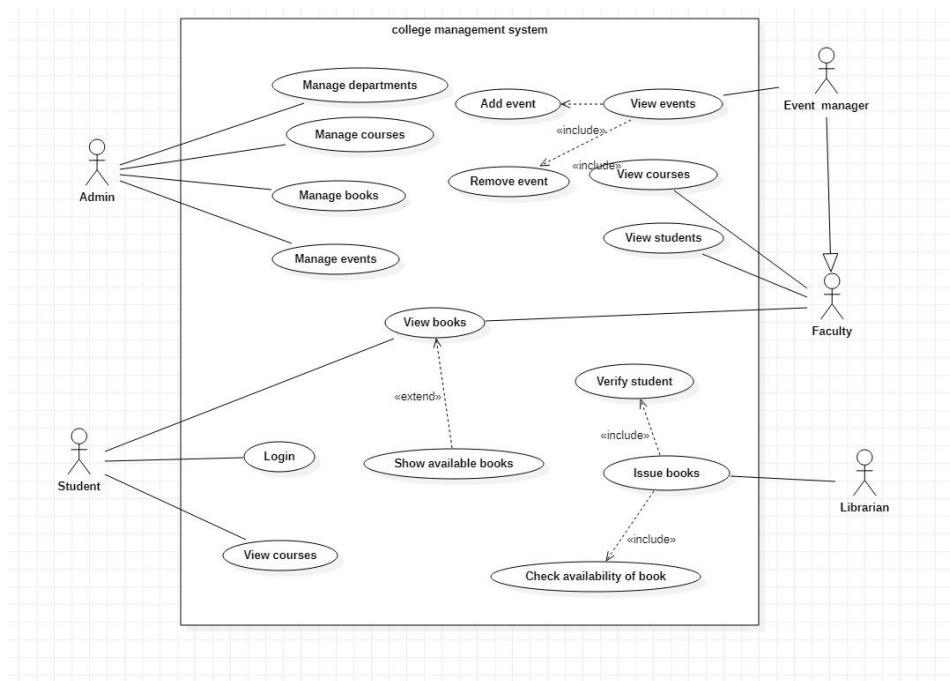 college management system
Manage departments
Add event
View events
Event manager
«include»
Manage courses
«include»
View courses
Remove event
Admin
Manage books
View students
Manage events
View books
Faculty
Verify student
«extend»
«include»
Login
Show available books
Issue books
Student
Librarian
«include»
View courses
Check availability of book